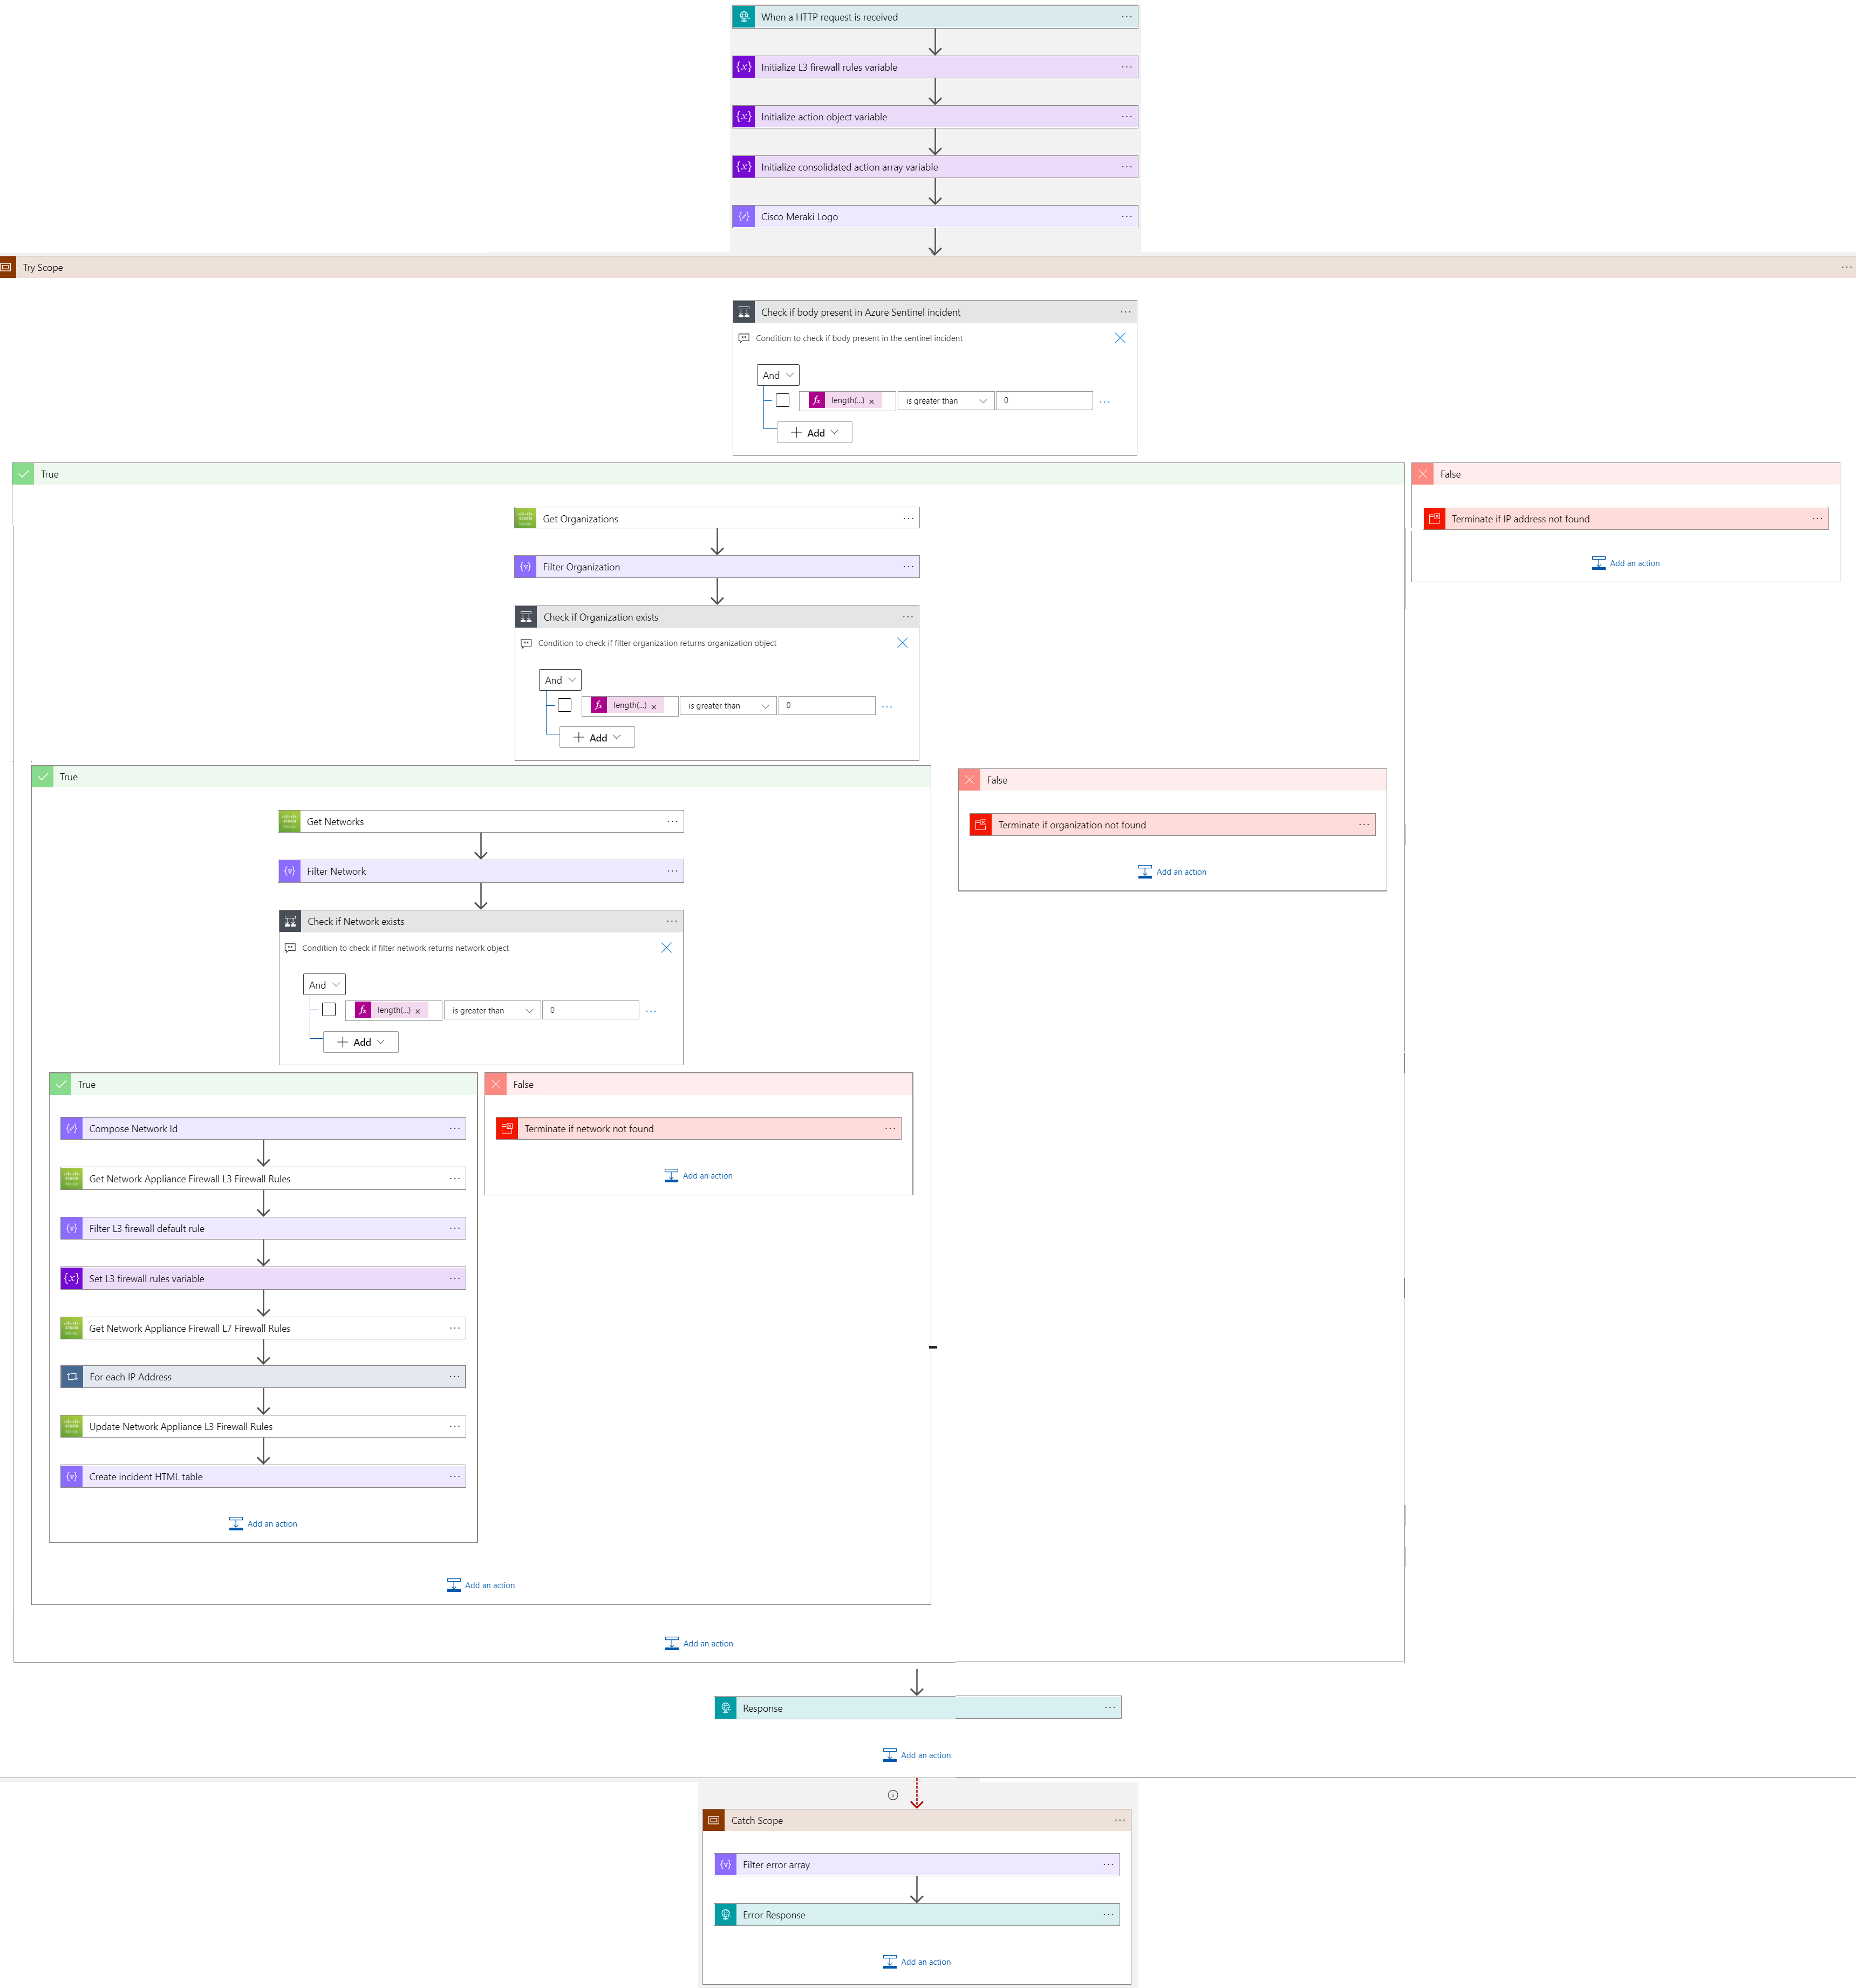 When a HTTP request is received
Initialize L3 firewall rules variable
Initialize action object variable
Initialize consolidated action array variable
Cisco Meraki Logo
Try Scope
Check if body present in Azure Sentinel incident
Condition to check if body present in the sentinel incident
And
length(...) × is greater than 0
Add
True
False
Get Organizations
Terminate if IP address not found
Add an action
Filter Organization
Check if Organization exists
Condition to check if filter organization returns organization object
And
length(...) × is greater than 0
Add
True
False
Get Networks
Terminate if organization not found
Add an action
Filter Network
Check if Network exists
Condition to check if filter network returns network object
And
length(...) × is greater than 0
Add
True
False
Compose Network Id
Terminate if network not found
Add an action
Get Network Appliance Firewall L3 Firewall Rules
Filter L3 firewall default rule
Set L3 firewall rules variable
Get Network Appliance Firewall L7 Firewall Rules
For each IP Address
Update Network Appliance L3 Firewall Rules
Create incident HTML table
Add an action
Add an action
Add an action
Response
Add an action
Catch Scope
Filter error array
Error Response
Add an action